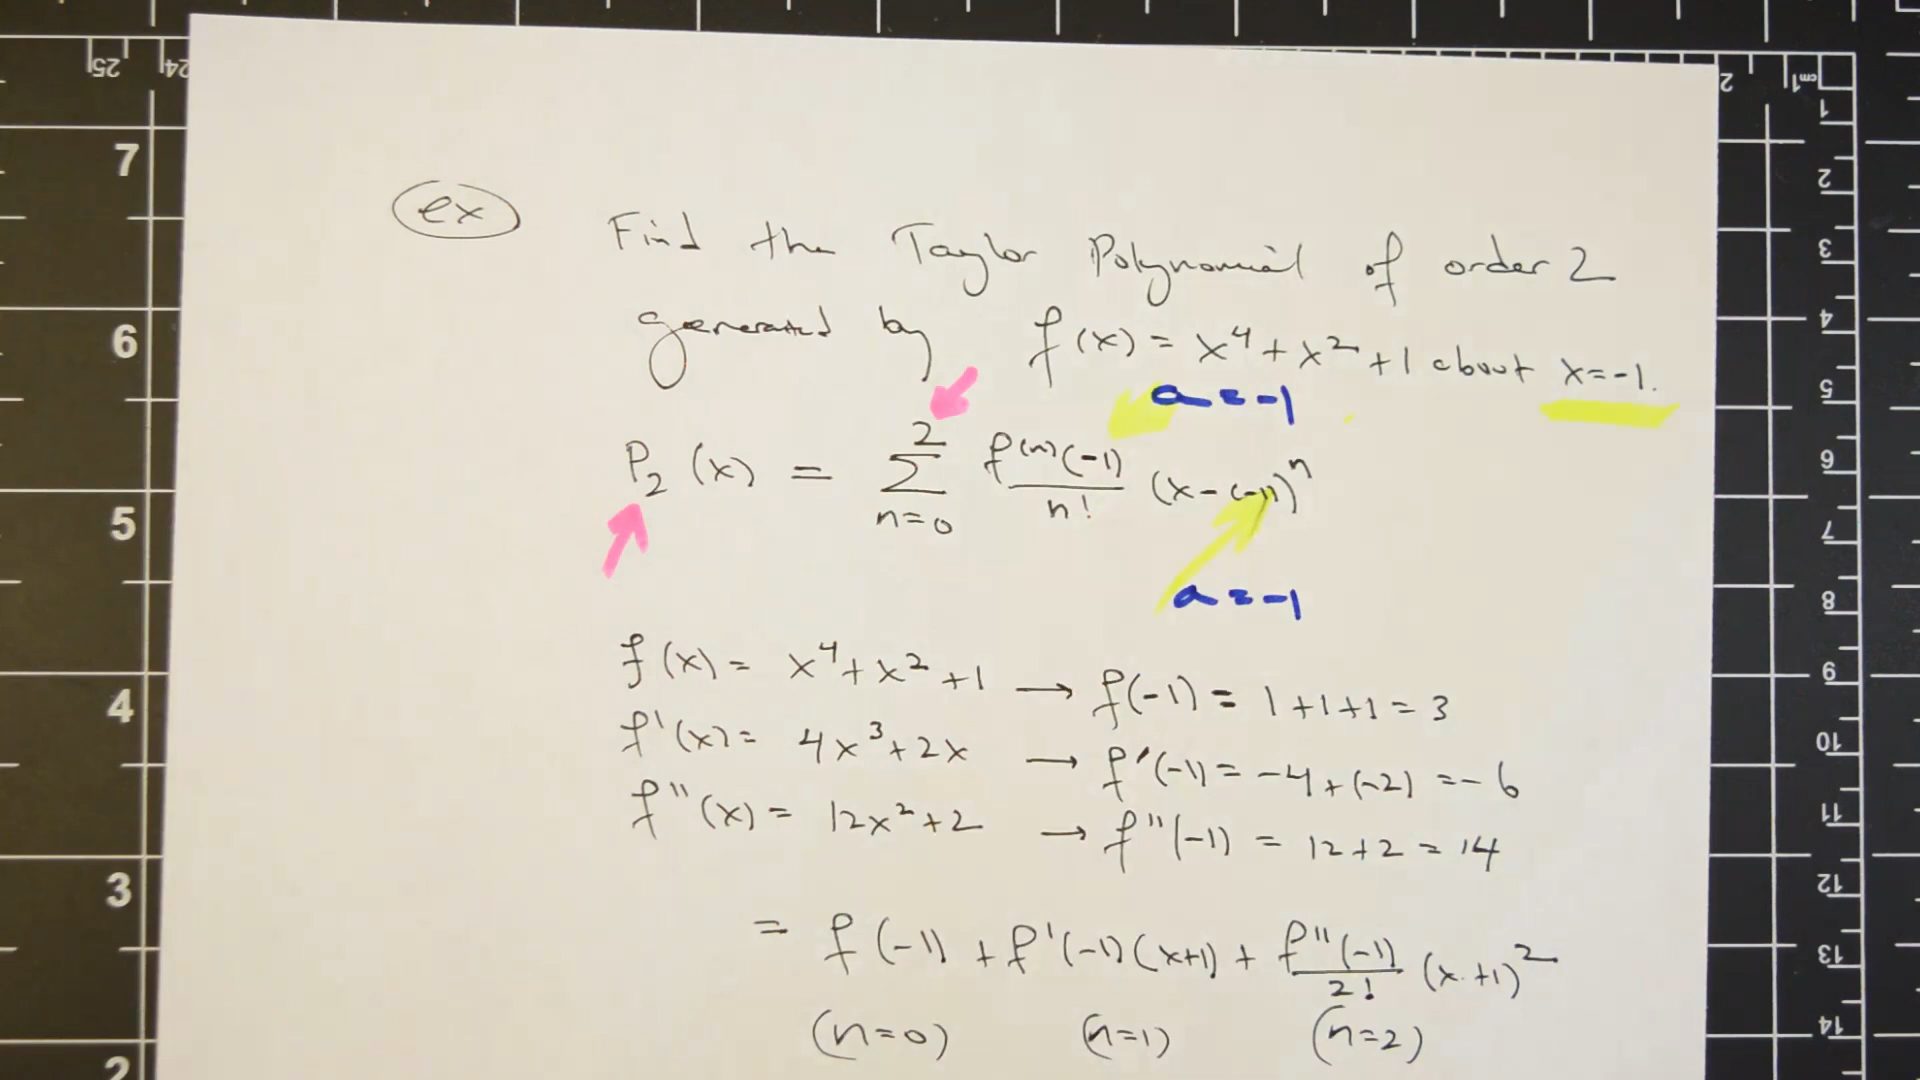 25 24 2 cm 1
ex Find the Taylor Polynomial of order 2
generated by f(x) = x⁴ + x² + 1 about x = -1.
a = -1
P₂(x) = 2 Σ n=0 f⁽ⁿ⁾(-1) / n! (x - (-1))ⁿ
a = -1
f(x) = x⁴ + x² + 1 → f(-1) = 1 + 1 + 1 = 3
f'(x) = 4x³ + 2x → f'(-1) = -4 + (-2) = -6
f''(x) = 12x² + 2 → f''(-1) = 12 + 2 = 14
= f(-1) + f'(-1)(x+1) + f''(-1) / 2! (x+1)²
(n=0) (n=1) (n=2)
7
6
5
4
3
2
1
2
3
4
5
6
7
8
9
10
11
12
13
14